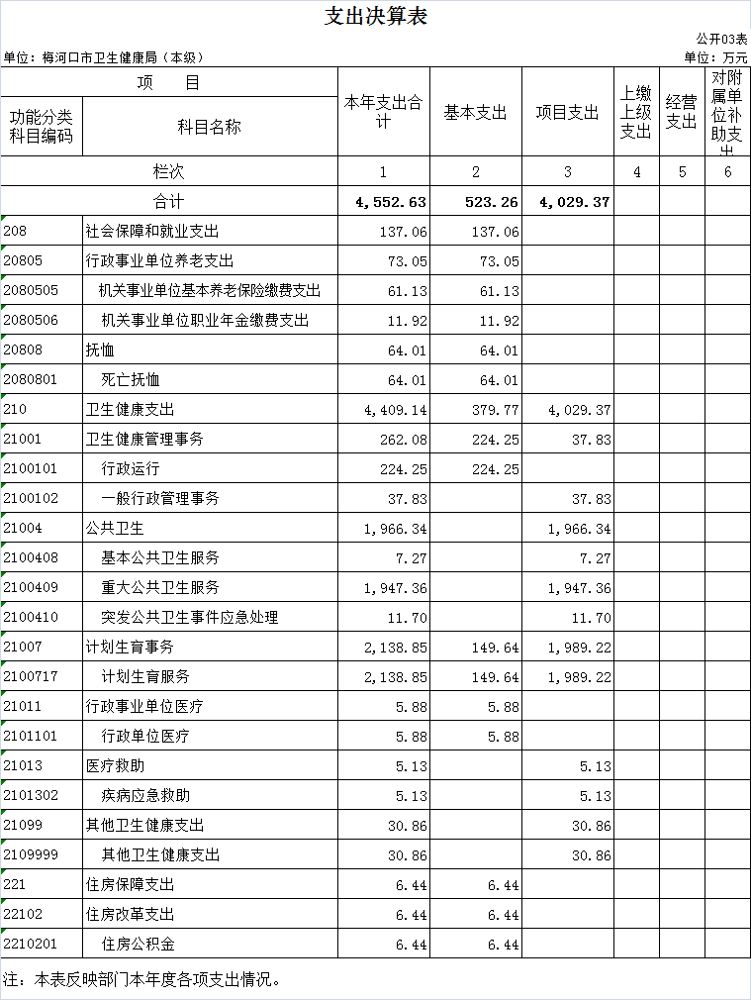 支出决算表
公开03表
单位：梅河口市卫生健康局（本级） 单位：万元
项 目 本年支出合计 基本支出 项目支出 上缴上级支出 经营支出 对附属单位补助支出
功能分类科目编码 科目名称
栏次 1 2 3 4 5 6
合计 4,552.63 523.26 4,029.37
208 社会保障和就业支出 137.06 137.06
20805 行政事业单位养老支出 73.05 73.05
2080505 机关事业单位基本养老保险缴费支出 61.13 61.13
2080506 机关事业单位职业年金缴费支出 11.92 11.92
20808 抚恤 64.01 64.01
2080801 死亡抚恤 64.01 64.01
210 卫生健康支出 4,409.14 379.77 4,029.37
21001 卫生健康管理事务 262.08 224.25 37.83
2100101 行政运行 224.25 224.25
2100102 一般行政管理事务 37.83 37.83
21004 公共卫生 1,966.34 1,966.34
2100408 基本公共卫生服务 7.27 7.27
2100409 重大公共卫生服务 1,947.36 1,947.36
2100410 突发公共卫生事件应急处理 11.70 11.70
21007 计划生育事务 2,138.85 149.64 1,989.22
2100717 计划生育服务 2,138.85 149.64 1,989.22
21011 行政事业单位医疗 5.88 5.88
2101101 行政单位医疗 5.88 5.88
21013 医疗救助 5.13 5.13
2101302 疾病应急救助 5.13 5.13
21099 其他卫生健康支出 30.86 30.86
2109999 其他卫生健康支出 30.86 30.86
221 住房保障支出 6.44 6.44
22102 住房改革支出 6.44 6.44
2210201 住房公积金 6.44 6.44
注：本表反映部门本年度各项支出情况。